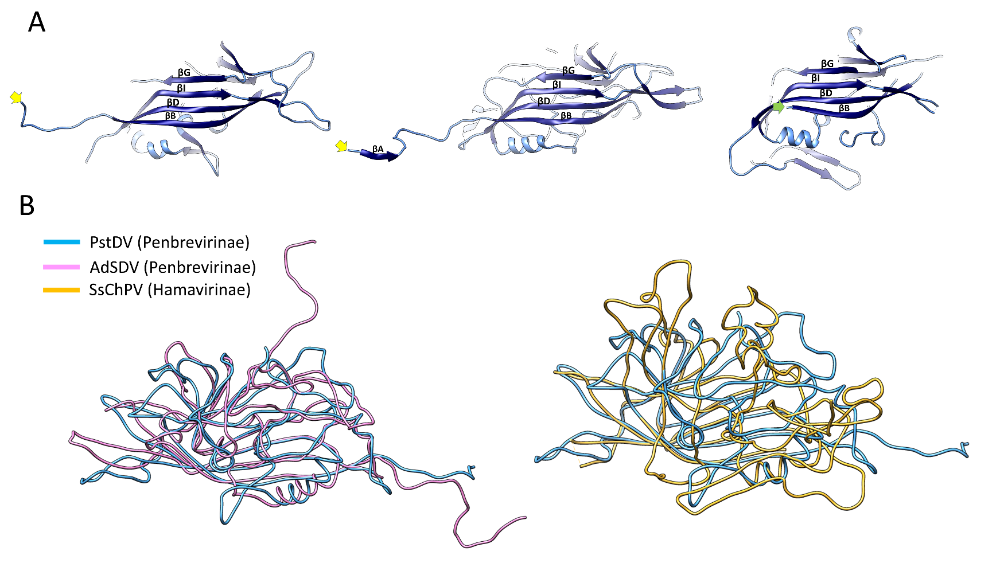 A
βG
βI
βD
βB
βG
βI
βD
βB
βA
βG
βI
βD
βB
B
PstDV (Penbrevirinae)
AdSDV (Penbrevirinae)
SsChPV (Hamavirinae)